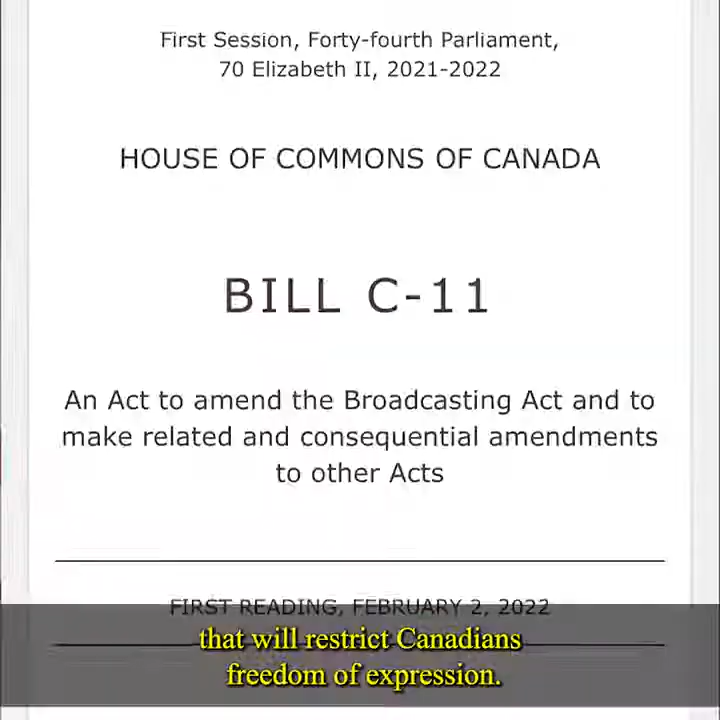 First Session, Forty-fourth Parliament,
70 Elizabeth II, 2021-2022
HOUSE OF COMMONS OF CANADA
BILL C-11
An Act to amend the Broadcasting Act and to
make related and consequential amendments
to other Acts
FIRST READING, FEBRUARY 2, 2022
that will restrict Canadians
freedom of expression.